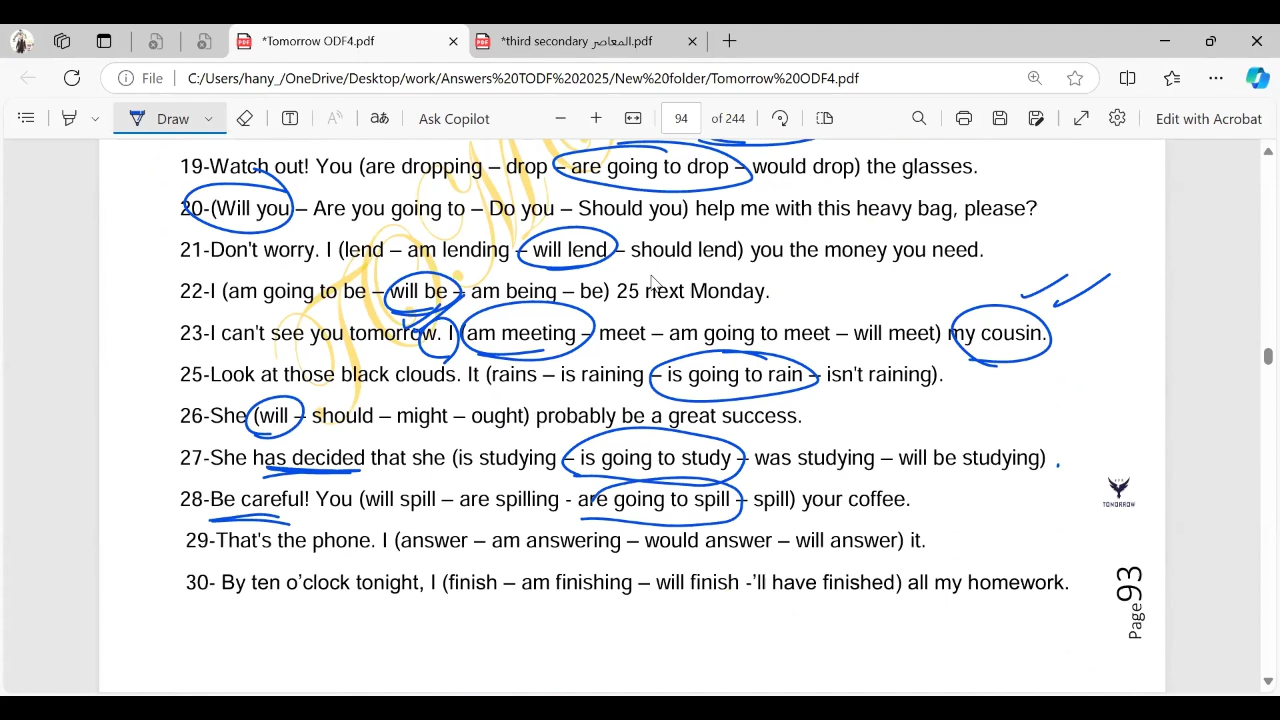 *Tomorrow ODF4.pdf
*third secondary المعاصر.pdf
File C:/Users/hany_/OneDrive/Desktop/work/Answers%20TODF%202025/New%20folder/Tomorrow%20ODF4.pdf
Draw
Ask Copilot
94 of 244
Edit with Acrobat
19-Watch out! You (are dropping – drop – are going to drop – would drop) the glasses.
20-(Will you – Are you going to – Do you – Should you) help me with this heavy bag, please?
21-Don't worry. I (lend – am lending – will lend – should lend) you the money you need.
22-I (am going to be – will be – am being – be) 25 next Monday.
23-I can't see you tomorrow. I (am meeting – meet – am going to meet – will meet) my cousin.
25-Look at those black clouds. It (rains – is raining – is going to rain – isn't raining).
26-She (will – should – might – ought) probably be a great success.
27-She has decided that she (is studying – is going to study – was studying – will be studying) .
28-Be careful! You (will spill – are spilling - are going to spill – spill) your coffee.
29-That's the phone. I (answer – am answering – would answer – will answer) it.
30- By ten o’clock tonight, I (finish – am finishing – will finish -’ll have finished) all my homework.
TOMORROW
Page93